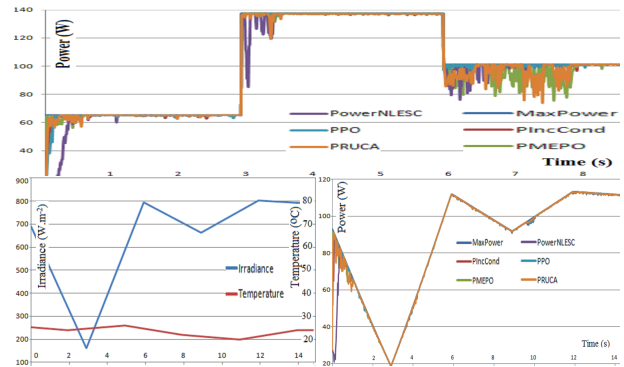 140
120
100
80
60
40
Power (W)
0 1 2 3 4 5 6 7 8
PowerNLESC MaxPower
PPO PIncCond
PRUCA PMEPO
Time (s)
900
800
700
600
500
400
300
200
100
Irradiance (W.m-2)
Irradiance
Temperature
0 2 4 6 8 10 12 14
80
70
60
50
40
30
20
Temperature (oC)
120
100
80
60
40
20
Power (W)
MaxPower PowerNLESC
PIncCond PPO
PMEPO PRUCA
Time (s)
2 4 6 8 10 12 14